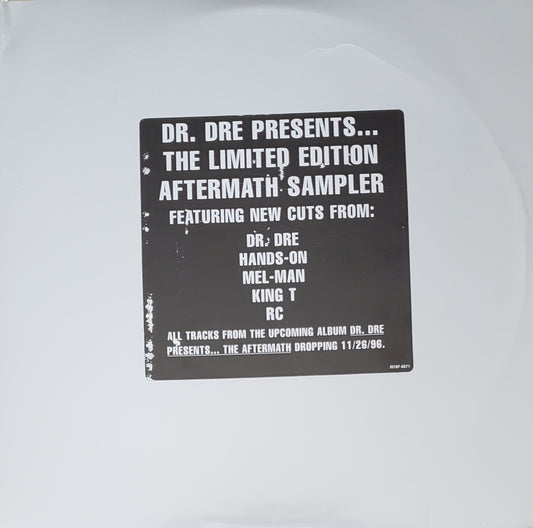 DR. DRE PRESENTS...
THE LIMITED EDITION
AFTERMATH SAMPLER
FEATURING NEW CUTS FROM:
DR. DRE
HANDS-ON
MEL-MAN
KING T
RC
ALL TRACKS FROM THE UPCOMING ALBUM DR. DRE
PRESENTS... THE AFTERMATH DROPPING 11/26/96.